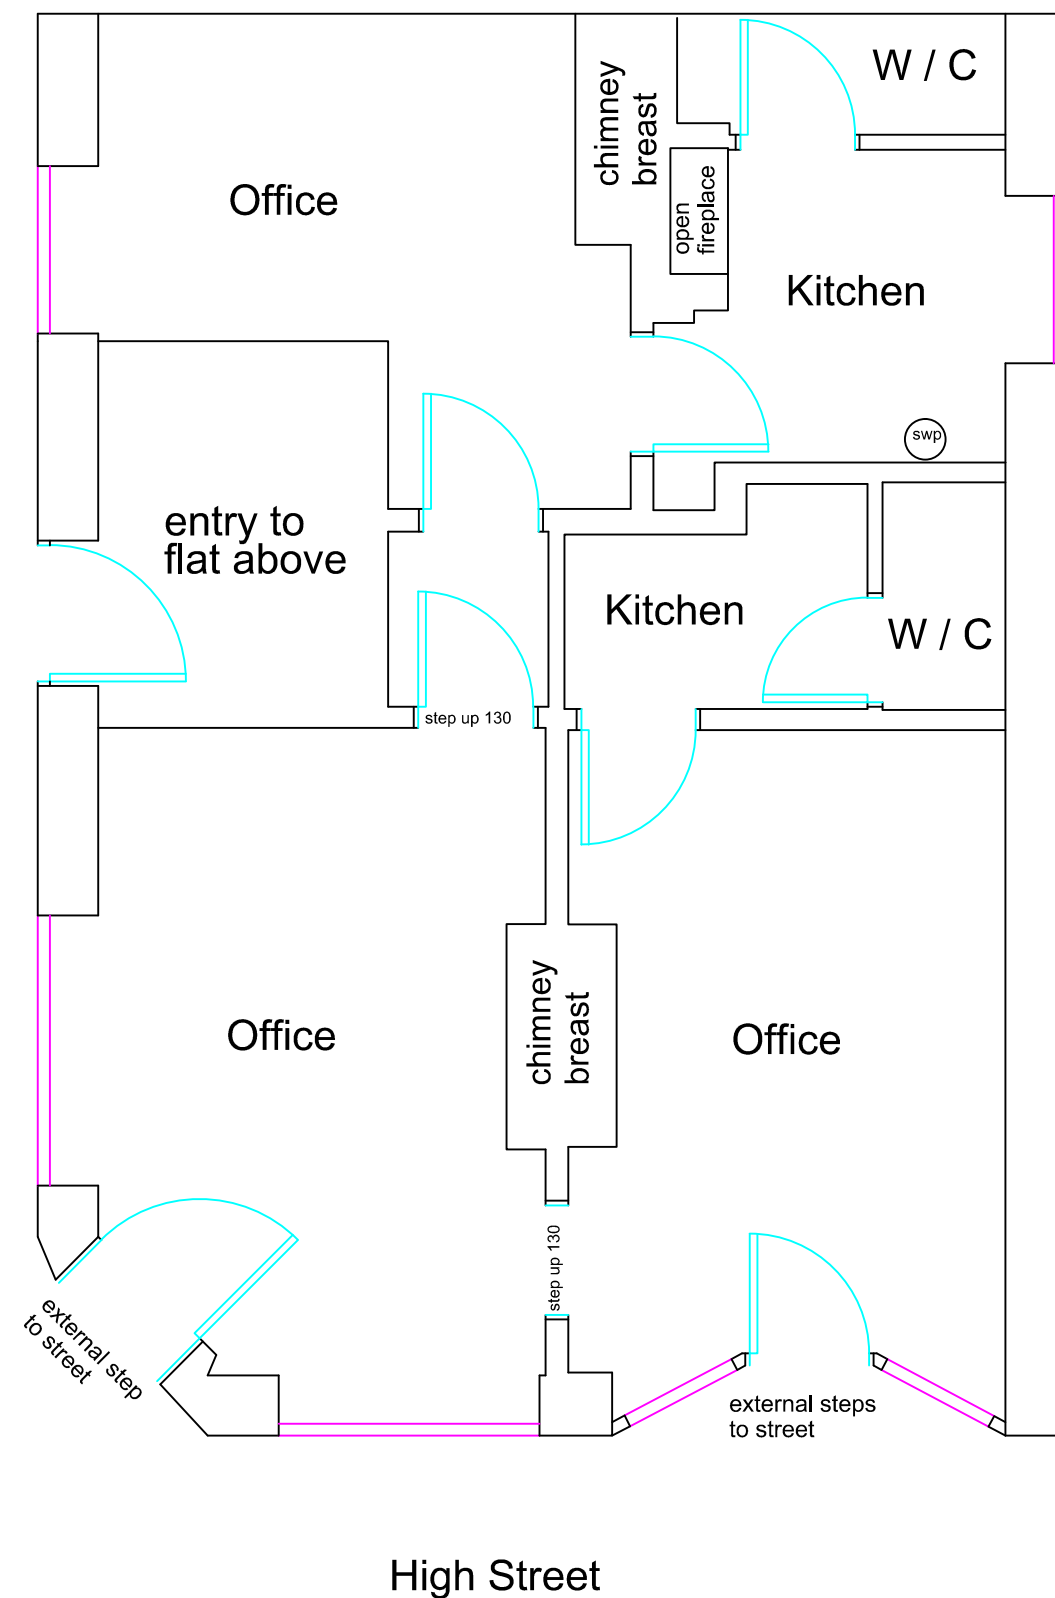 W / C
chimney
breast
Office
open
fireplace
Kitchen
swp
entry to
flat above
Kitchen
W / C
step up 130
Office
chimney
breast
Office
step up 130
external step
to street
external steps
to street
High Street